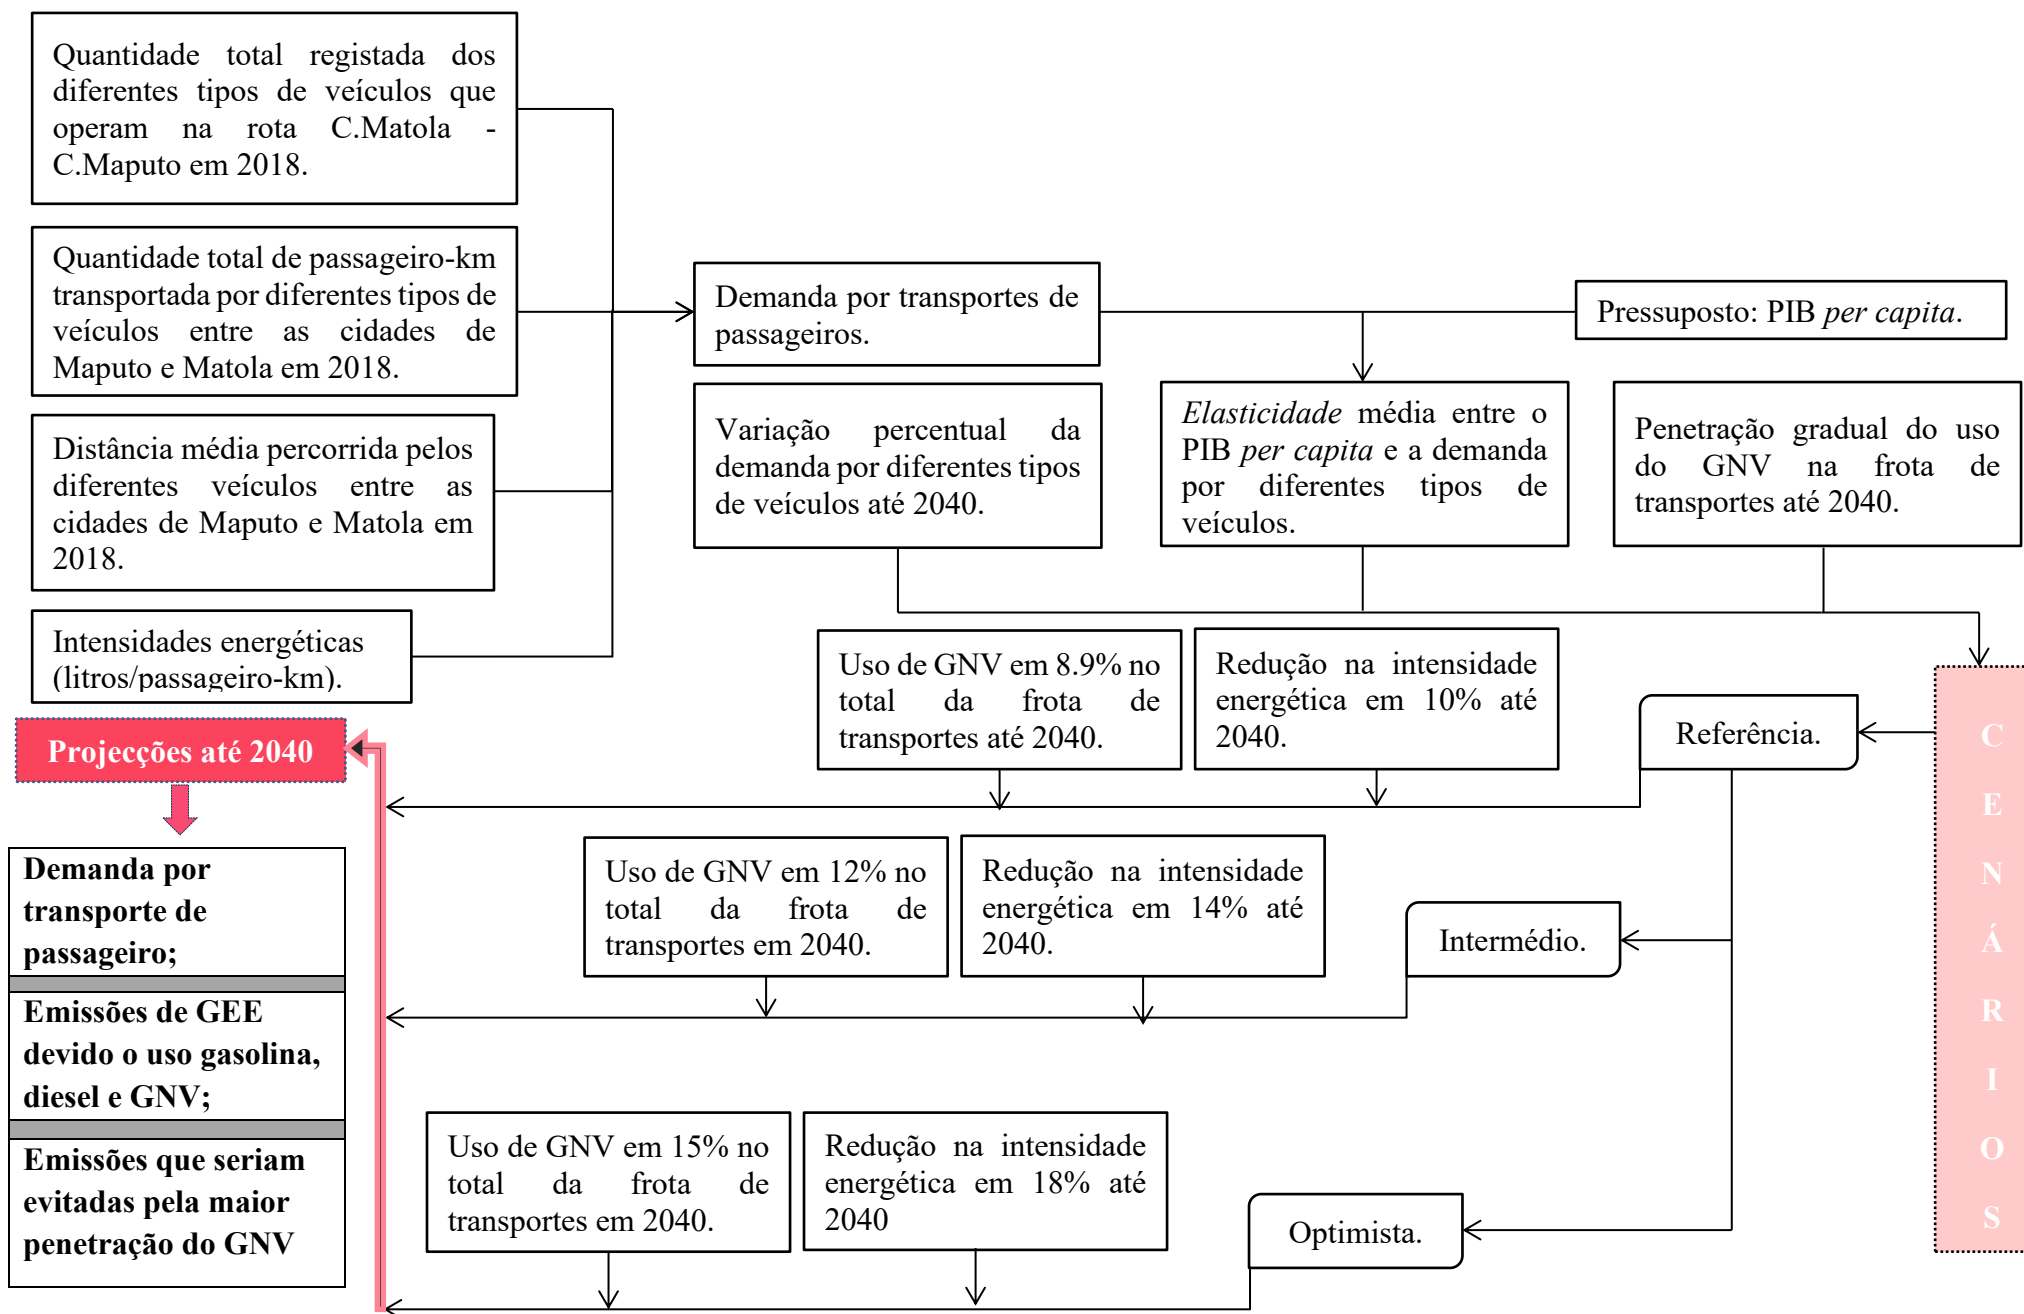 Quantidade total registada dos
diferentes tipos de veículos que
operam na rota C.Matola -
C.Maputo em 2018.
Quantidade total de passageiro-km
transportada por diferentes tipos de
veículos entre as cidades de
Maputo e Matola em 2018.
Distância média percorrida pelos
diferentes veículos entre as
cidades de Maputo e Matola em
2018.
Intensidades energéticas
(litros/passageiro-km).
Demanda por transportes de
passageiros.
Pressuposto: PIB per capita.
Variação percentual da
demanda por diferentes tipos
de veículos até 2040.
Elasticidade média entre o
PIB per capita e a demanda
por diferentes tipos de
veículos.
Penetração gradual do uso
do GNV na frota de
transportes até 2040.
Uso de GNV em 8.9% no
total da frota de
transportes até 2040.
Redução na intensidade
energética em 10% até
2040.
Referência.
C
E
N
Á
R
I
O
S
Projecções até 2040
Uso de GNV em 12% no
total da frota de
transportes em 2040.
Redução na intensidade
energética em 14% até
2040.
Intermédio.
Demanda por
transporte de
passageiro;
Emissões de GEE
devido o uso gasolina,
diesel e GNV;
Emissões que seriam
evitadas pela maior
penetração do GNV
Uso de GNV em 15% no
total da frota de
transportes em 2040.
Redução na intensidade
energética em 18% até
2040
Optimista.